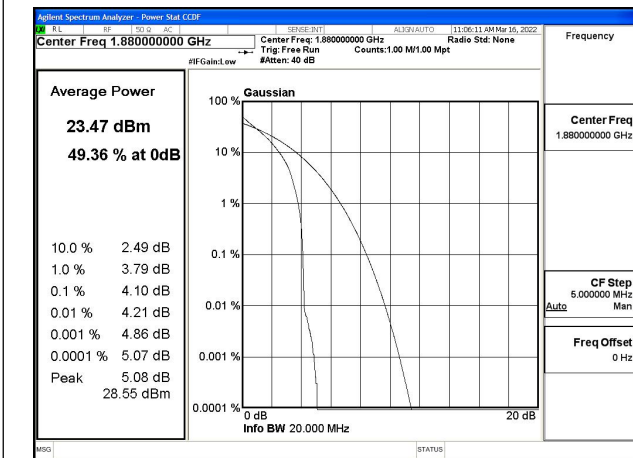 Agilent Spectrum Analyzer - Power Stat CCDF
RL RF 50 Ω AC SENSE:INT ALIGNAUTO 11:06:11 AM Mar 16, 2022
Center Freq 1.880000000 GHz
Center Freq: 1.880000000 GHz Radio Std: None
Trig: Free Run Counts:1.00 M/1.00 Mpt
#IFGain:Low #Atten: 40 dB
Frequency
Average Power
23.47 dBm
49.36 % at 0dB
10.0 % 2.49 dB
1.0 % 3.79 dB
0.1 % 4.10 dB
0.01 % 4.21 dB
0.001 % 4.86 dB
0.0001 % 5.07 dB
Peak 5.08 dB
28.55 dBm
Gaussian
100 %
10 %
1 %
0.1 %
0.01 %
0.001 %
0.0001 %
0 dB 20 dB
Info BW 20.000 MHz
Center Freq
1.880000000 GHz
CF Step
5.000000 MHz
Auto Man
Freq Offset
0 Hz
MSG STATUS